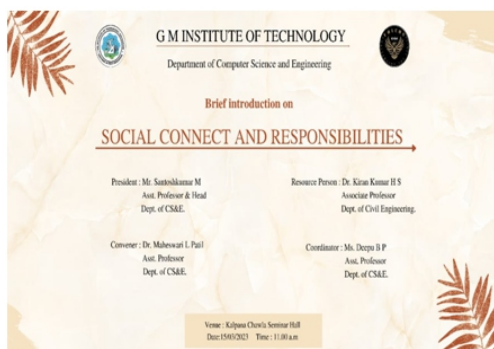 G M INSTITUTE OF TECHNOLOGY
Department of Computer Science and Engineering
Brief introduction on
SOCIAL CONNECT AND RESPONSIBILITIES
President : Mr. Santoshkumar M
Asst. Professor & Head
Dept. of CS&E.
Resource Person : Dr. Kiran Kumar H S
Associate Professor
Dept. of Civil Engineering.
Convener : Dr. Maheswari L Patil
Asst. Professor
Dept. of CS&E.
Coordinator : Ms. Deepu B P
Asst. Professor
Dept. of CS&E.
Venue : Kalpana Chawla Seminar Hall
Date:15/03/2023 Time : 11.00 a.m